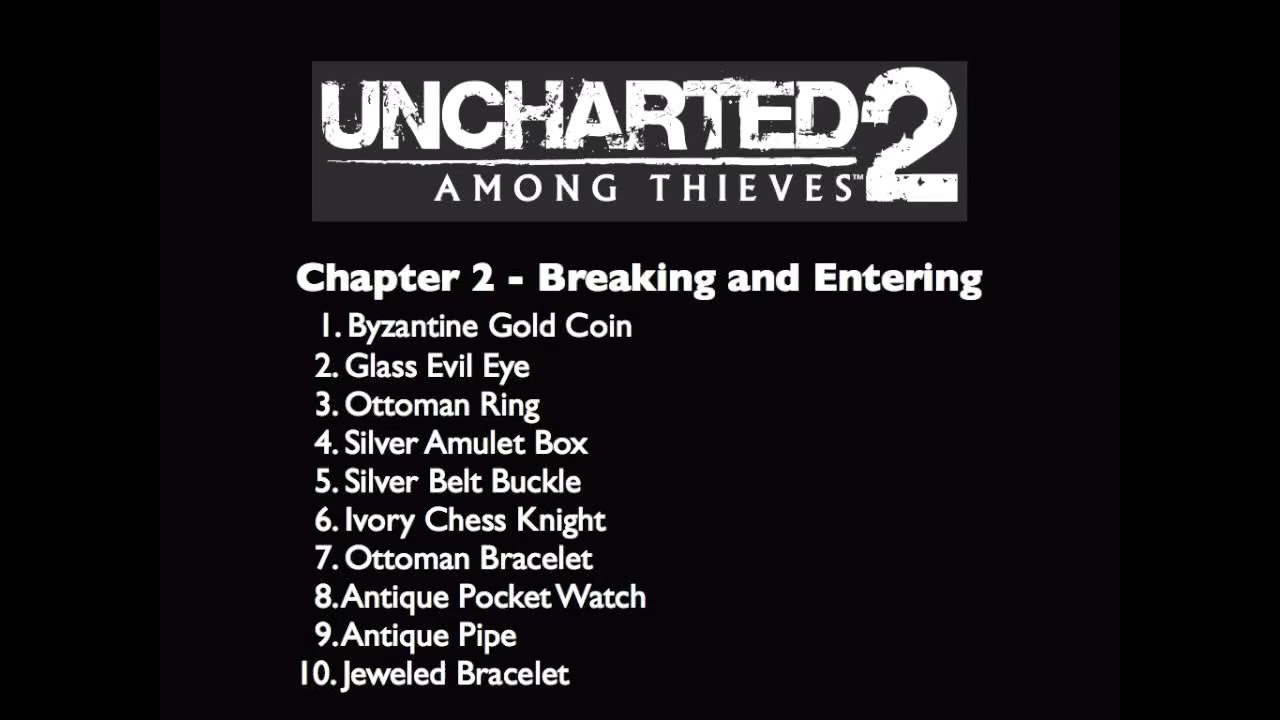 UNCHARTED 2
AMONG THIEVES™
Chapter 2 - Breaking and Entering
1. Byzantine Gold Coin
2. Glass Evil Eye
3. Ottoman Ring
4. Silver Amulet Box
5. Silver Belt Buckle
6. Ivory Chess Knight
7. Ottoman Bracelet
8. Antique Pocket Watch
9. Antique Pipe
10. Jeweled Bracelet